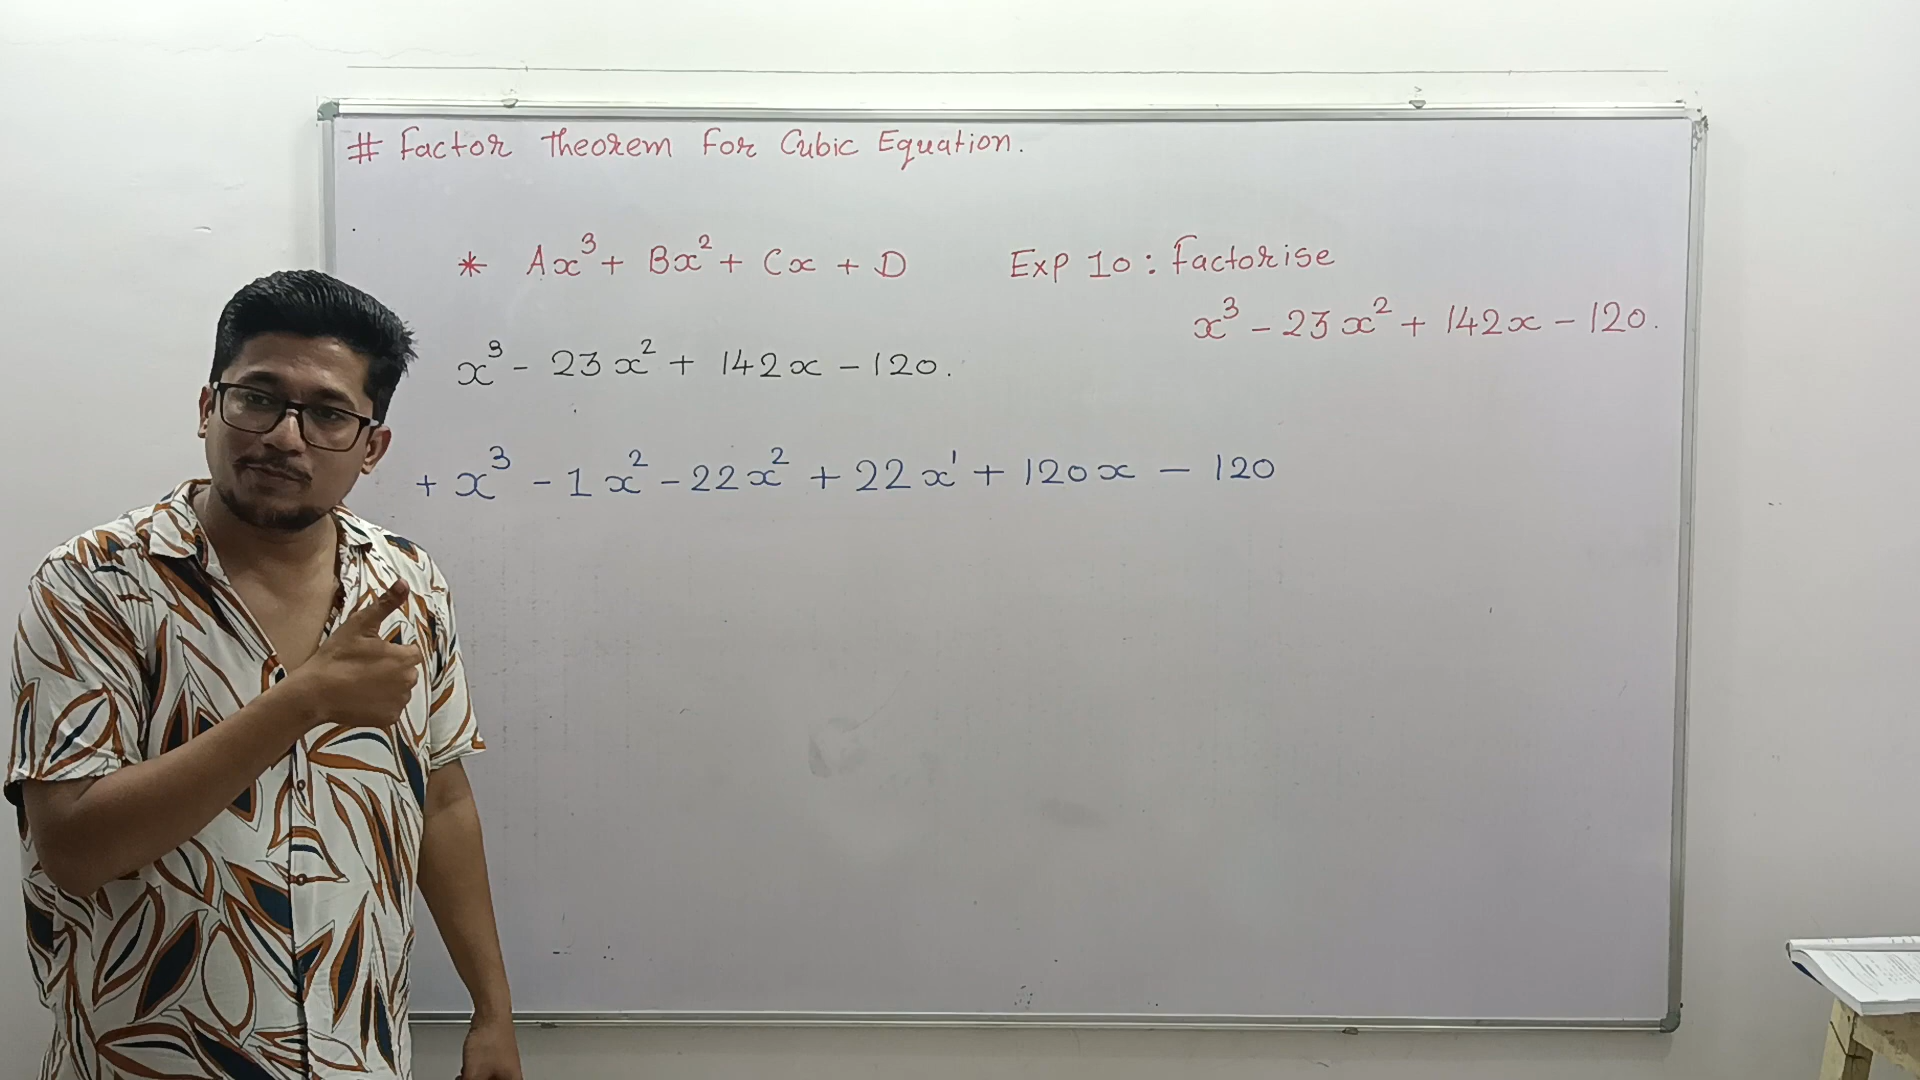 # Factor Theorem For Cubic Equation.
* Ax³ + Bx² + Cx + D
Exp 10 : Factorise
x³ - 23x² + 142x - 120.
x³ - 23x² + 142x - 120.
+ x³ - 1x² - 22x² + 22x¹ + 120x - 120